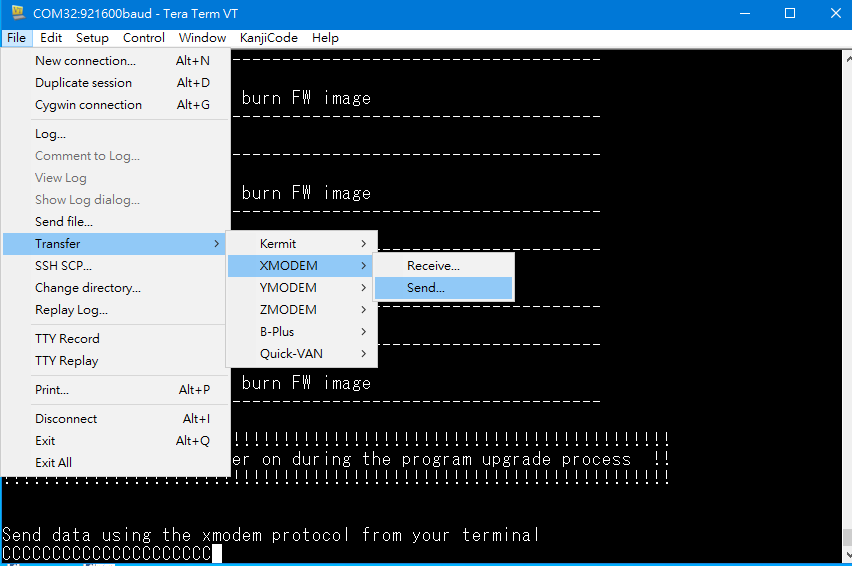 COM32:921600baud - Tera Term VT
File Edit Setup Control Window KanjiCode Help
New connection... Alt+N
Duplicate session Alt+D
Cygwin connection Alt+G
Log...
Comment to Log...
View Log
Show Log dialog...
Send file...
Transfer
SSH SCP...
Change directory...
Replay Log...
TTY Record
TTY Replay
Print... Alt+P
Disconnect Alt+I
Exit Alt+Q
Exit All
Kermit
XMODEM
YMODEM
ZMODEM
B-Plus
Quick-VAN
Receive...
Send...
burn FW image
burn FW image
burn FW image
er on during the program upgrade process !!
Send data using the xmodem protocol from your terminal
CCCCCCCCCCCCCCCCCCCCC